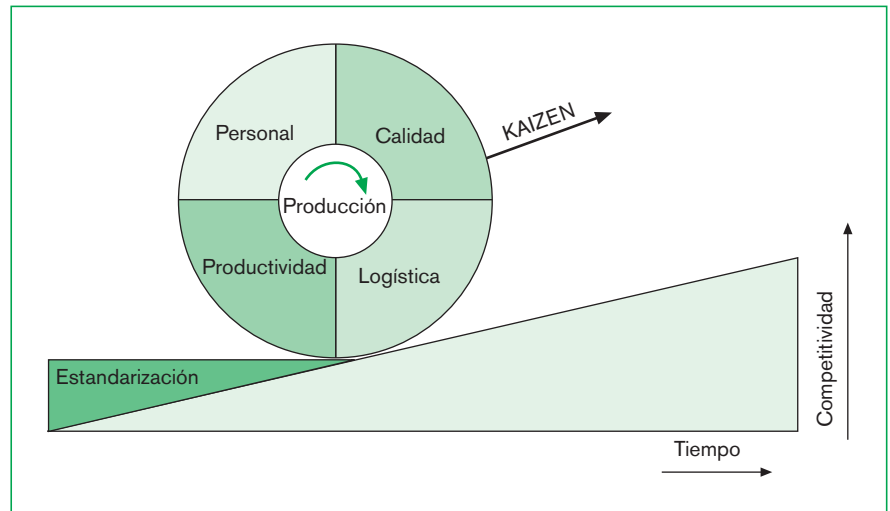 Personal
Calidad
KAIZEN
Producción
Productividad
Logística
Estandarización
Competitividad
Tiempo